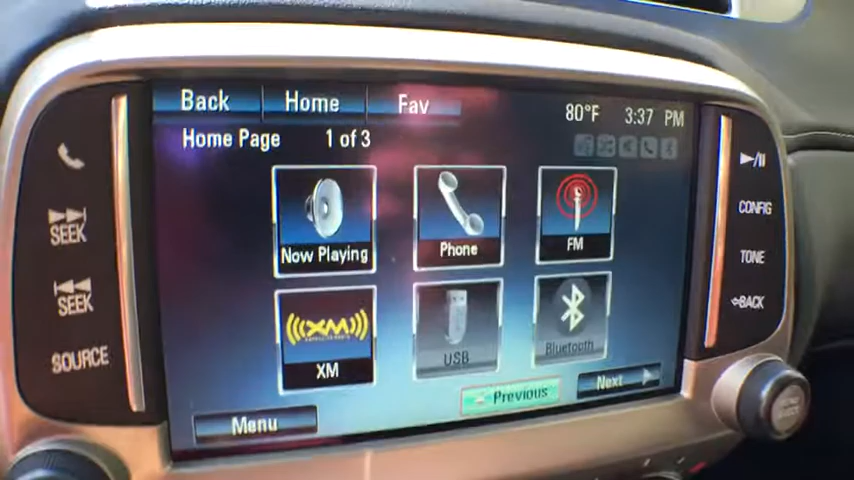 Back Home Fav
80°F 3:37 PM
Home Page 1 of 3
Now Playing
Phone
FM
XM
XM
USB
Bluetooth
Previous
Next
Menu
SEEK
SEEK
SOURCE
CONFIG
TONE
BACK